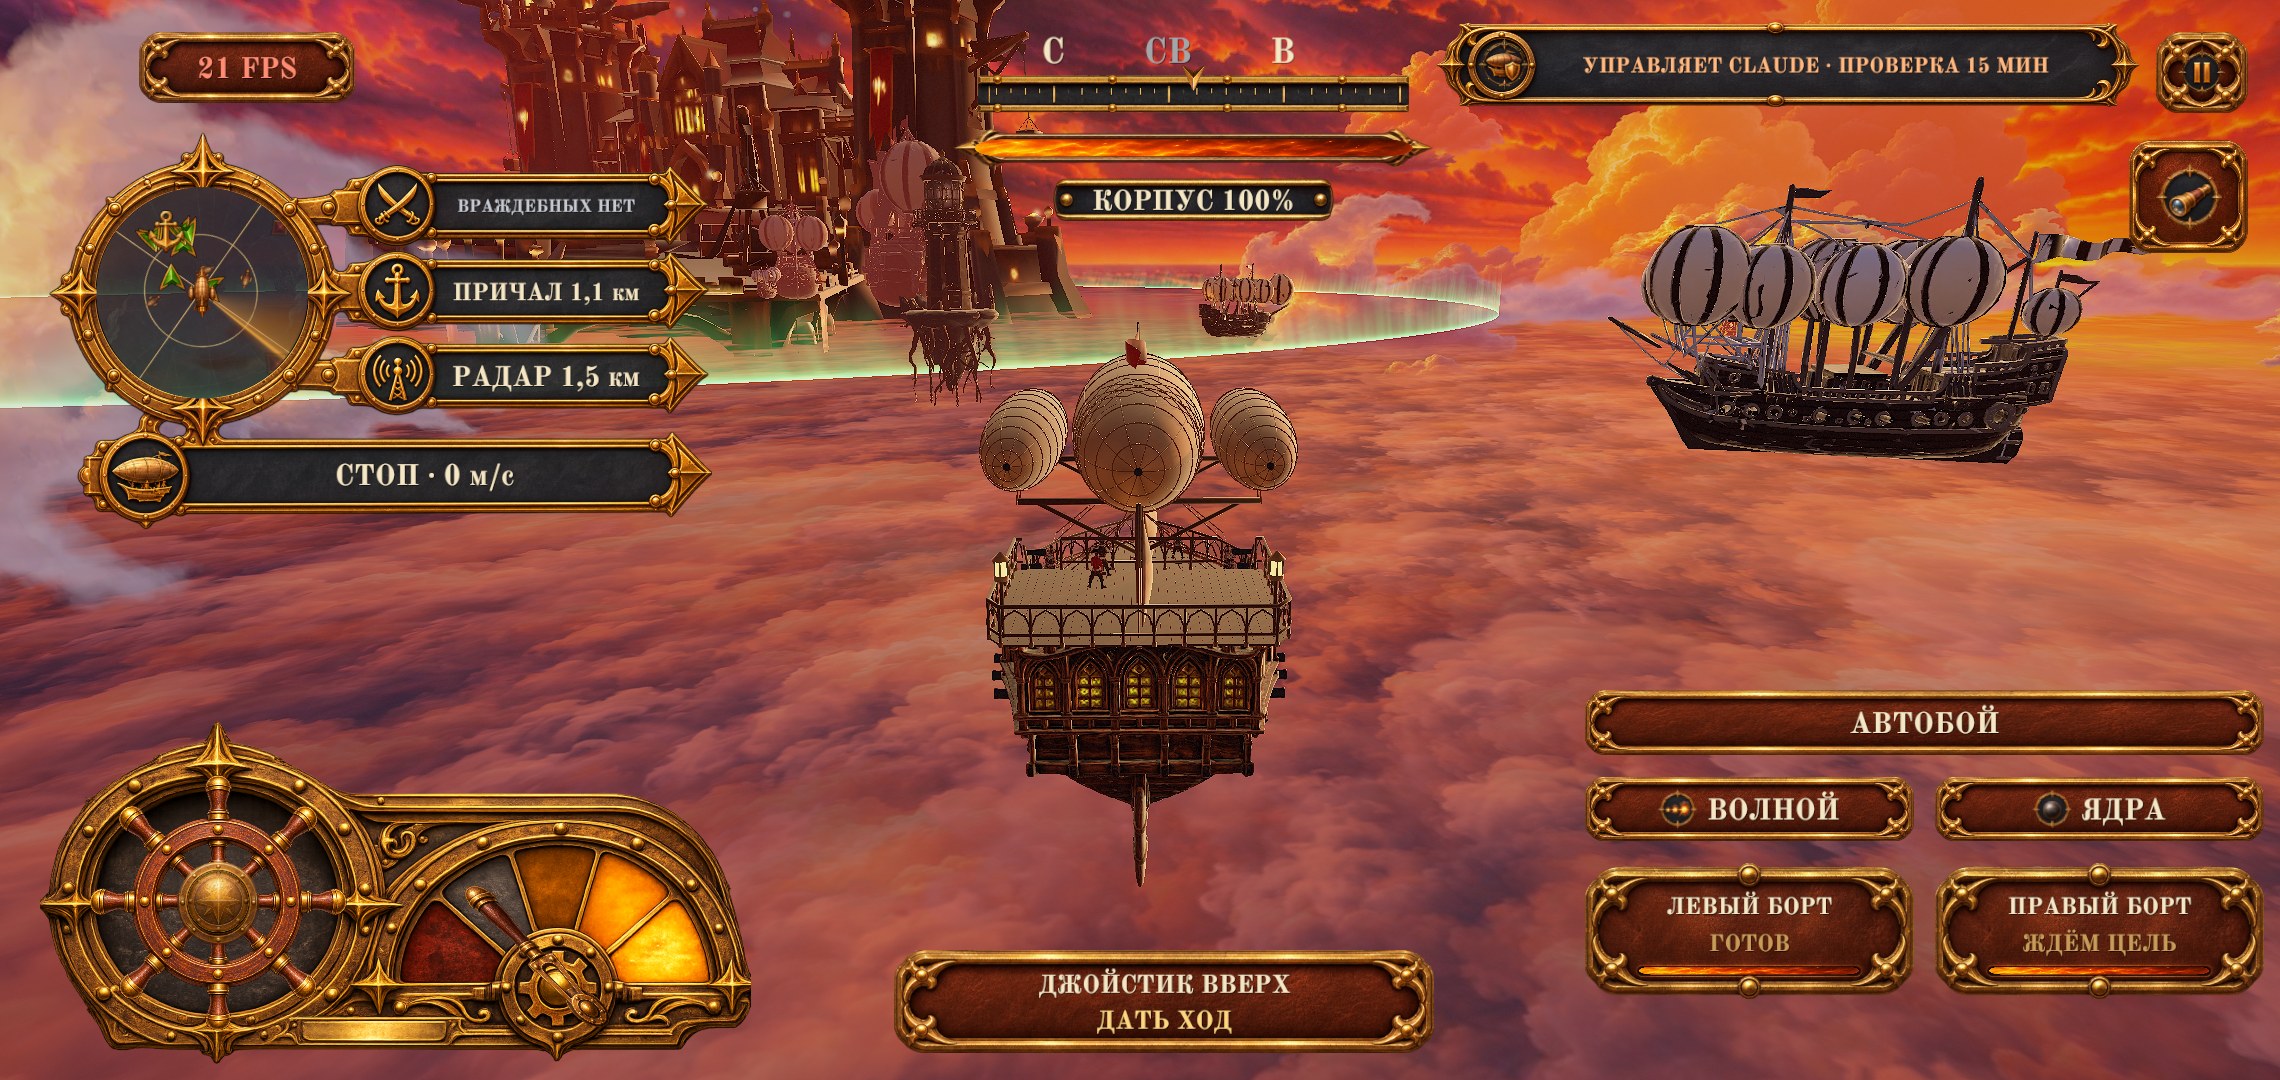 21 FPS
С СВ В
УПРАВЛЯЕТ CLAUDE · ПРОВЕРКА 15 МИН
КОРПУС 100%
ВРАЖДЕБНЫХ НЕТ
ПРИЧАЛ 1,1 км
РАДАР 1,5 км
СТОП · 0 м/с
АВТОБОЙ
ВОЛНОЙ
ЯДРА
ЛЕВЫЙ БОРТ
ГОТОВ
ПРАВЫЙ БОРТ
ЖДЁМ ЦЕЛЬ
ДЖОЙСТИК ВВЕРХ
ДАТЬ ХОД